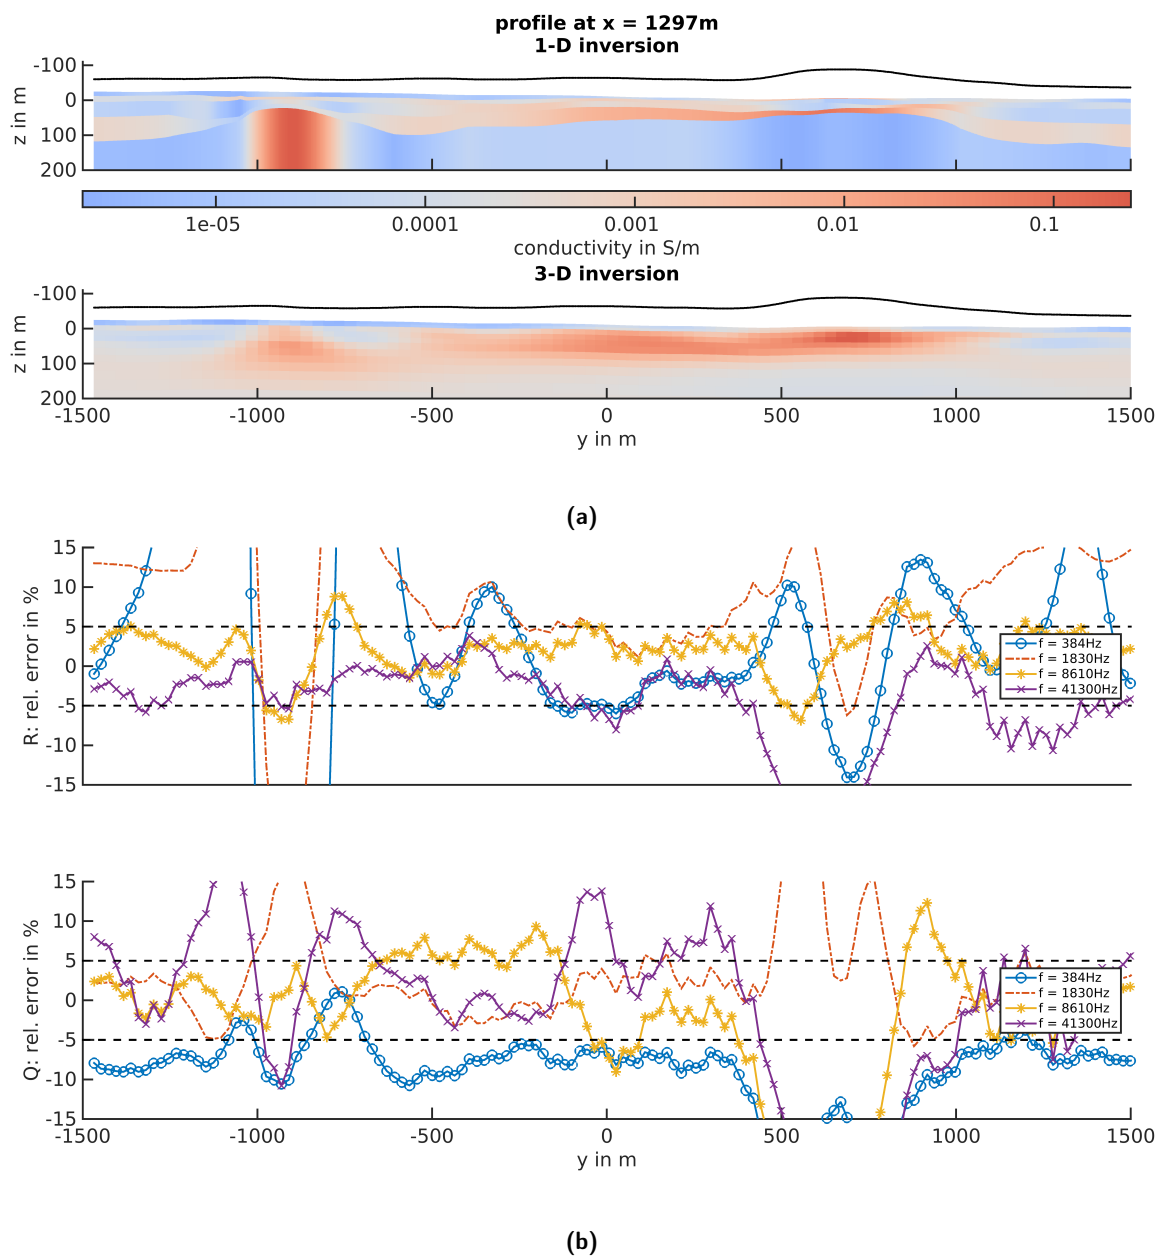 profile at x = 1297m
1-D inversion
-100
0
100
200
z in m
1e-05 0.0001 0.001 0.01 0.1
conductivity in S/m
3-D inversion
-100
0
100
200
z in m
-1500 -1000 -500 0 500 1000 1500
y in m
(a)
15
10
5
0
-5
-10
-15
R: rel. error in %
f = 384Hz
f = 1830Hz
f = 8610Hz
f = 41300Hz
15
10
5
0
-5
-10
-15
Q: rel. error in %
f = 384Hz
f = 1830Hz
f = 8610Hz
f = 41300Hz
-1500 -1000 -500 0 500 1000 1500
y in m
(b)